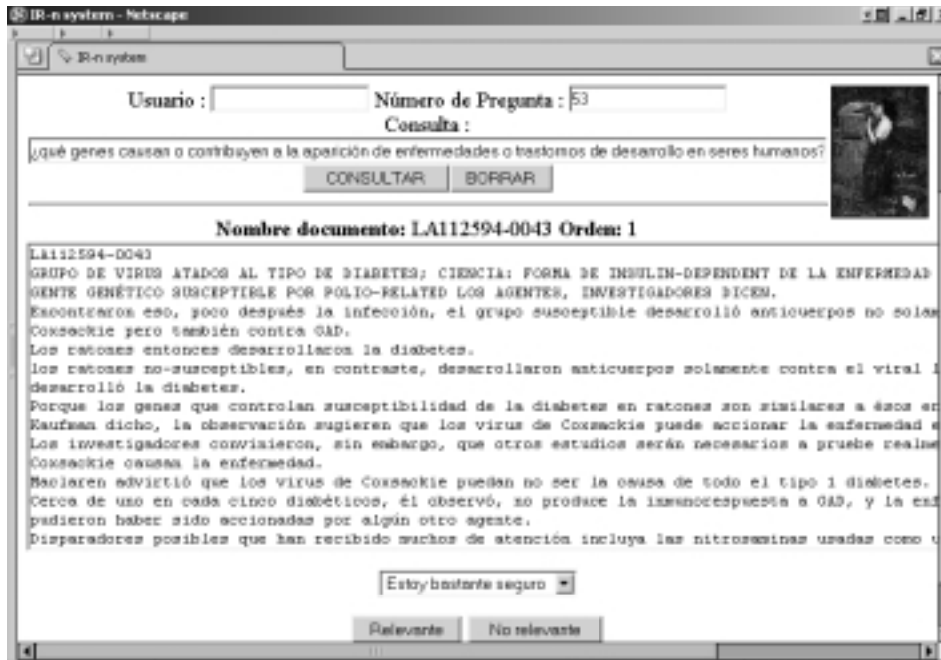 IR-n system - Netscape
IR-n system
Usuario : Número de Pregunta : 53
Consulta :
¿qué genes causan o contribuyen a la aparición de enfermedades o trastornos de desarrollo en seres humanos?
CONSULTAR BORRAR
Nombre documento: LA112594-0043 Orden: 1
LA112594-0043
GRUPO DE VIRUS ATADOS AL TIPO DE DIABETES; CIENCIA: FORMA DE INSULIN-DEPENDENT DE LA ENFERMEDAD
GENTE GENÉTICO SUSCEPTIBLE POR POLIO-RELATED LOS AGENTES, INVESTIGADORES DICEN.
Encontraron eso, poco después la infección, el grupo susceptible desarrolló anticuerpos no solam
Coxsackie pero también contra GAD.
Los ratones entonces desarrollaron la diabetes.
los ratones no-susceptibles, en contraste, desarrollaron anticuerpos solamente contra el viral
desarrolló la diabetes.
Porque los genes que controlan susceptibilidad de la diabetes en ratones son similares a ésos en
Kaufman dicho, la observación sugieren que los virus de Coxsackie puede accionar la enfermedad e
Los investigadores convinieron, sin embargo, que otros estudios serán necesarios a prueba realme
Coxsackie causan la enfermedad.
Maclaren advirtió que los virus de Coxsackie puedan no ser la causa de todo el tipo 1 diabetes.
Cerca de uno en cada cinco diabéticos, él observó, no produce la inmunorespuesta a GAD, y la enf
pudieron haber sido accionadas por algún otro agente.
Disparadores posibles que han recibido muchos de atención incluya las nitrosaminas usadas como
Estoy bastante seguro
Relevante No relevante